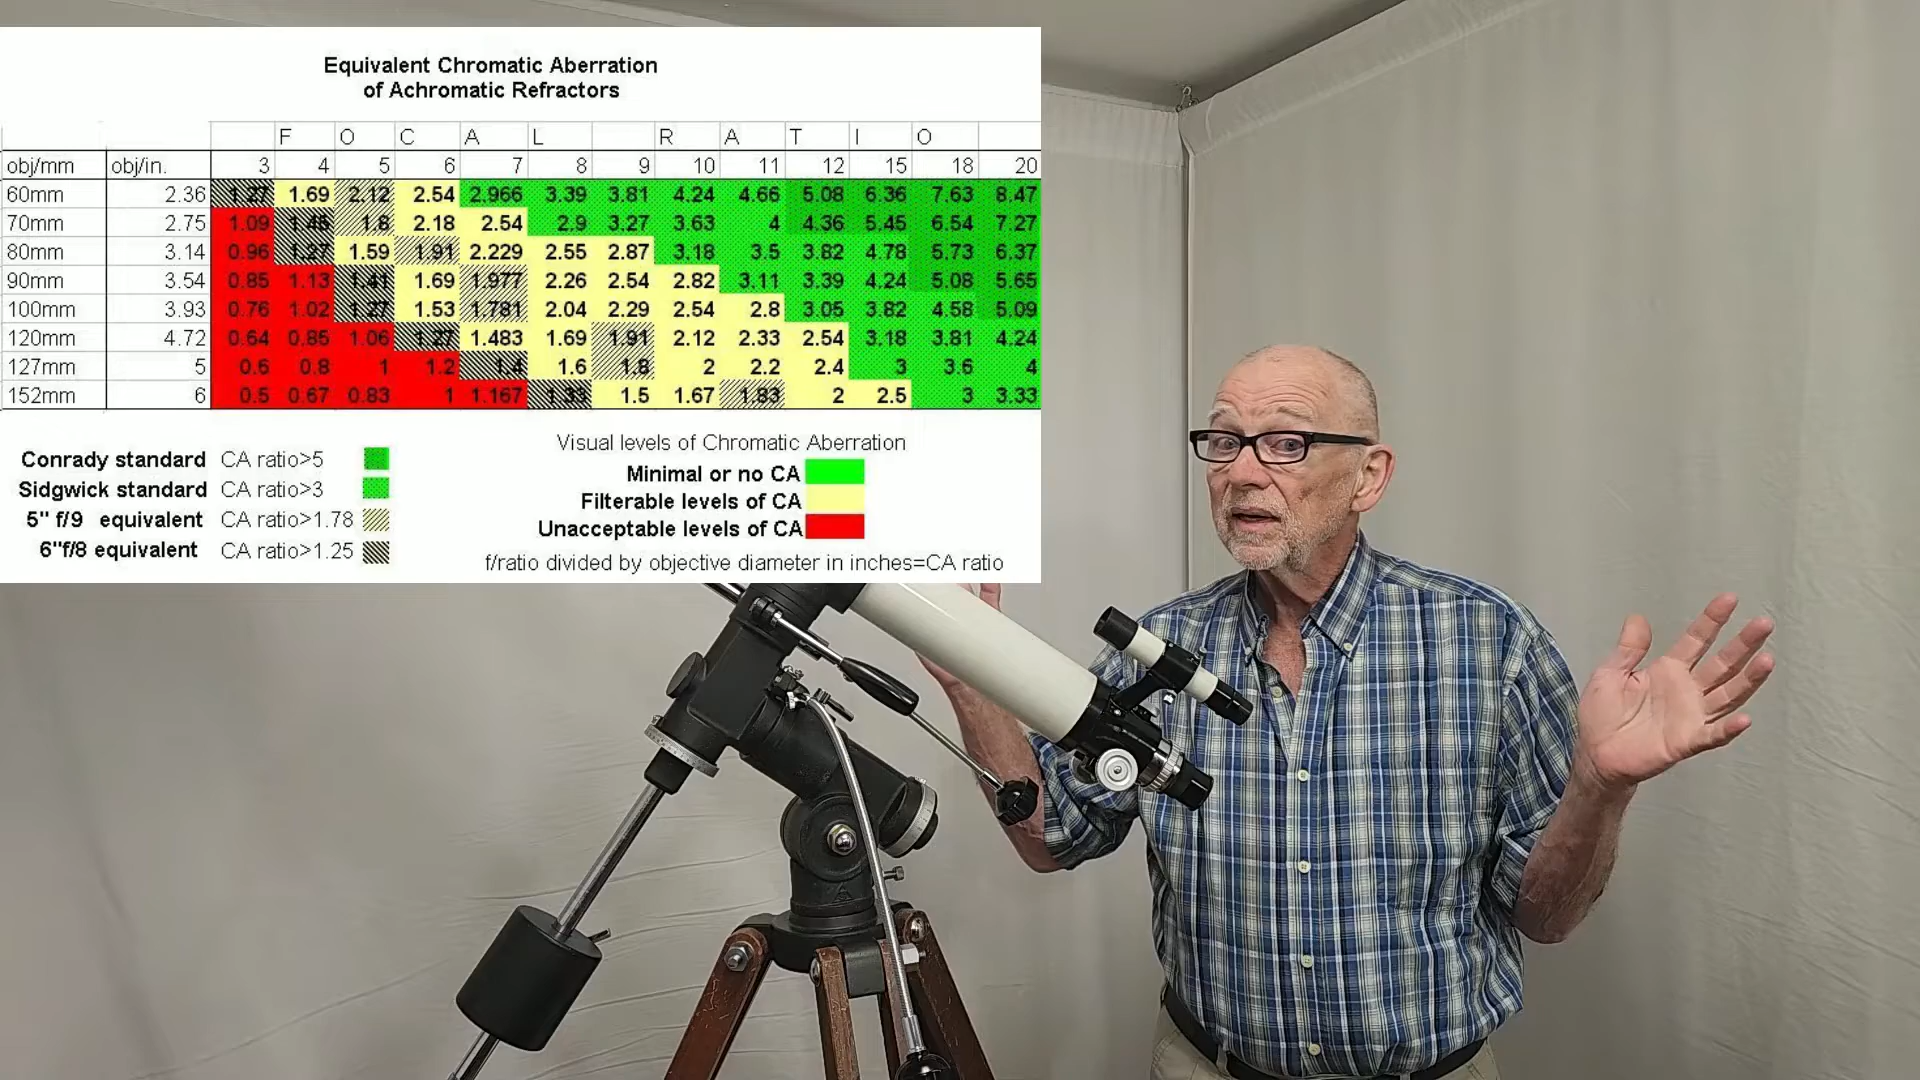 Equivalent Chromatic Aberration
of Achromatic Refractors
F O C A L R A T I O
obj/mm obj/in. 3 4 5 6 7 8 9 10 11 12 15 18 20
60mm 2.36 1.27 1.69 2.12 2.54 2.966 3.39 3.81 4.24 4.66 5.08 6.36 7.63 8.47
70mm 2.75 1.09 1.45 1.8 2.18 2.54 2.9 3.27 3.63 4 4.36 5.45 6.54 7.27
80mm 3.14 0.96 1.27 1.59 1.91 2.229 2.55 2.87 3.18 3.5 3.82 4.78 5.73 6.37
90mm 3.54 0.85 1.13 1.41 1.69 1.977 2.26 2.54 2.82 3.11 3.39 4.24 5.08 5.65
100mm 3.93 0.76 1.02 1.27 1.53 1.781 2.04 2.29 2.54 2.8 3.05 3.82 4.58 5.09
120mm 4.72 0.64 0.85 1.06 1.27 1.483 1.69 1.91 2.12 2.33 2.54 3.18 3.81 4.24
127mm 5 0.6 0.8 1 1.2 1.4 1.6 1.8 2 2.2 2.4 3 3.6 4
152mm 6 0.5 0.67 0.83 1 1.167 1.33 1.5 1.67 1.83 2 2.5 3 3.33
Conrady standard CA ratio>5
Sidgwick standard CA ratio>3
5" f/9 equivalent CA ratio>1.78
6"f/8 equivalent CA ratio>1.25
Visual levels of Chromatic Aberration
Minimal or no CA
Filterable levels of CA
Unacceptable levels of CA
f/ratio divided by objective diameter in inches=CA ratio